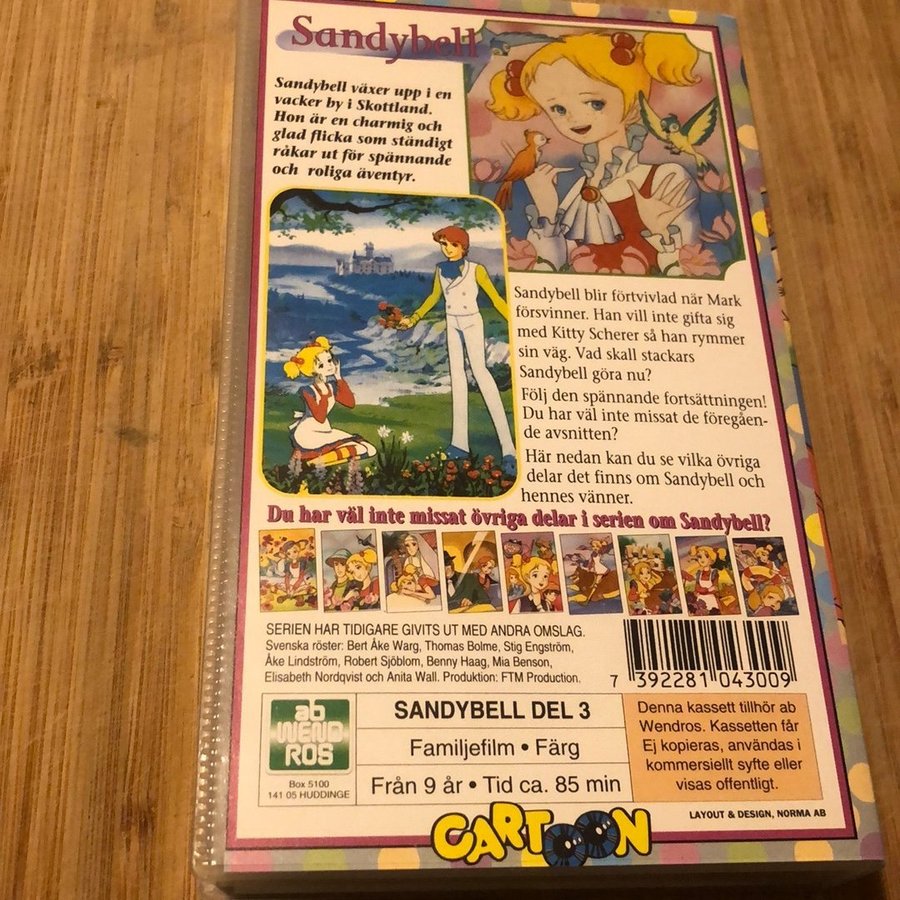 Sandybell
Sandybell växer upp i en
vacker by i Skottland.
Hon är en charmig och
glad flicka som ständigt
råkar ut för spännande
och roliga äventyr.
Sandybell blir förtvivlad när Mark
försvinner. Han vill inte gifta sig
med Kitty Scherer så han rymmer
sin väg. Vad skall stackars
Sandybell göra nu?
Följ den spännande fortsättningen!
Du har väl inte missat de föregåen-
de avsnitten?
Här nedan kan du se vilka övriga
delar det finns om Sandybell och
hennes vänner.
Du har väl inte missat övriga delar i serien om Sandybell?
SERIEN HAR TIDIGARE GIVITS UT MED ANDRA OMSLAG.
Svenska röster: Bert Åke Warg, Thomas Bolme, Stig Engström,
Åke Lindström, Robert Sjöblom, Benny Haag, Mia Benson,
Elisabeth Nordqvist och Anita Wall. Produktion: FTM Production.
7 392281 043009
ab
WEND
ROS
Box 5100
141 05 HUDDINGE
SANDYBELL DEL 3
Familjefilm • Färg
Från 9 år • Tid ca. 85 min
Denna kassett tillhör ab
Wendros. Kassetten får
Ej kopieras, användas i
kommersiellt syfte eller
visas offentligt.
LAYOUT & DESIGN, NORMA AB
CARTOON